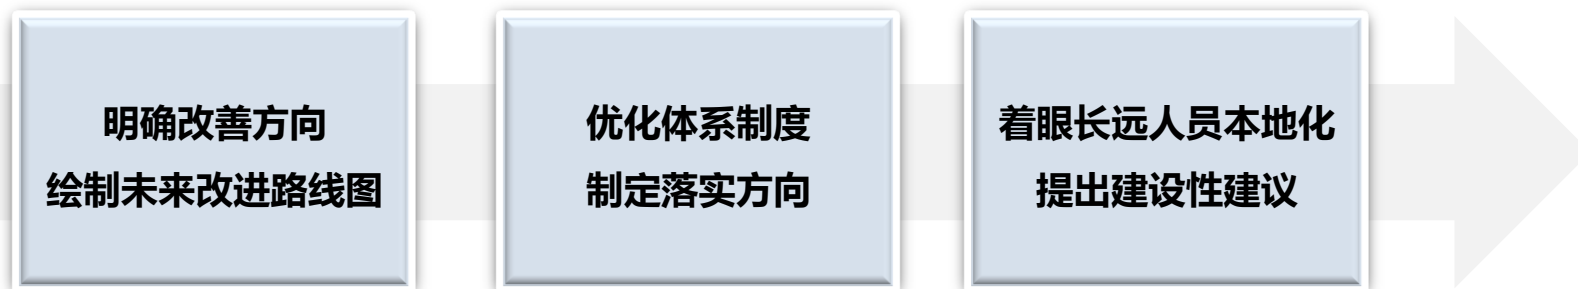 明确改善方向
绘制未来改进路线图
优化体系制度
制定落实方向
着眼长远人员本地化
提出建设性建议